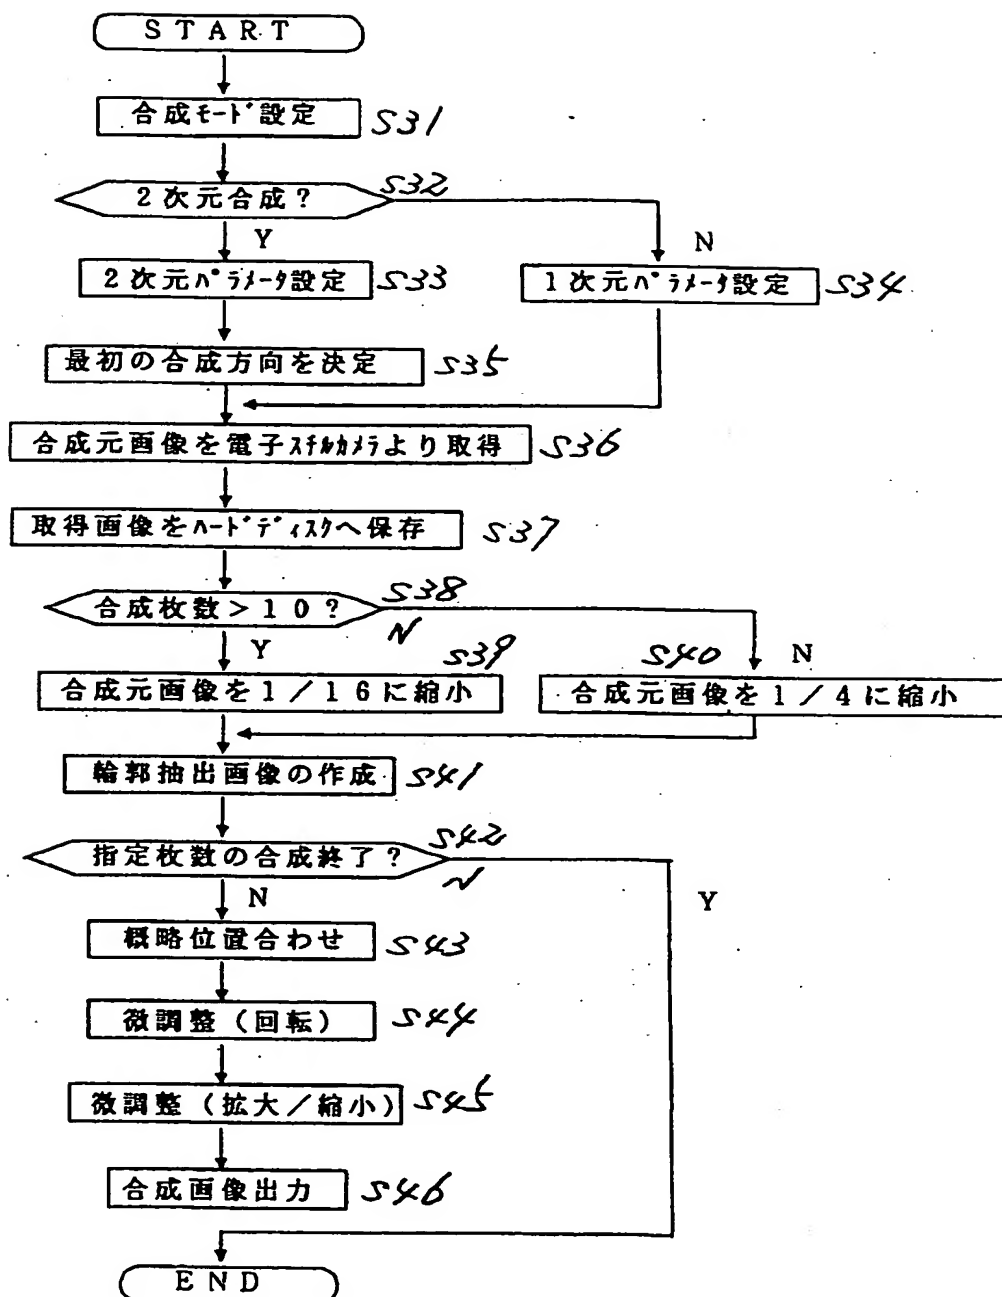 START
合成ﾓｰﾄﾞ設定 S31
2次元合成? S32
Y N
2次元ﾊﾟﾗﾒｰﾀ設定 S33 1次元ﾊﾟﾗﾒｰﾀ設定 S34
最初の合成方向を決定 S35
合成元画像を電子ｽﾁﾙｶﾒﾗより取得 S36
取得画像をﾊｰﾄﾞﾃﾞｨｽｸへ保存 S37
合成枚数>10? S38
N
Y S39 S40 N
合成元画像を1/16に縮小 合成元画像を1/4に縮小
輪郭抽出画像の作成 S41
指定枚数の合成終了? S42
N
N Y
概略位置合わせ S43
微調整(回転) S44
微調整(拡大/縮小) S45
合成画像出力 S46
END